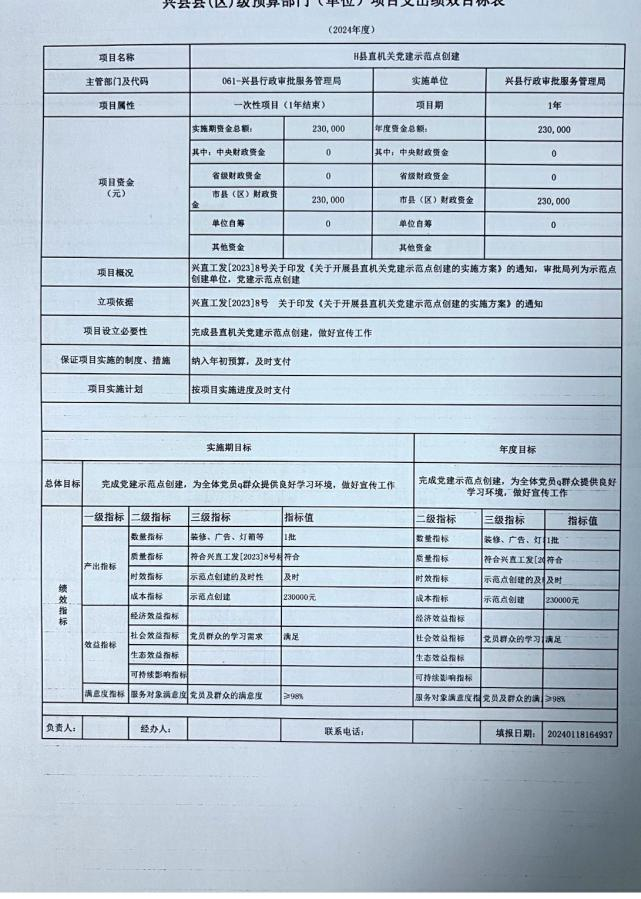 兴县县(区)级预算部门(单位)项目支出绩效目标表
(2024年度)
项目名称 H县直机关党建示范点创建
主管部门及代码 061-兴县行政审批服务管理局 实施单位 兴县行政审批服务管理局
项目属性 一次性项目(1年结束) 项目期 1年
项目资金
(元)
实施期资金总额: 230,000 年度资金总额: 230,000
其中: 中央财政资金 0 其中: 中央财政资金 0
省级财政资金 0 省级财政资金 0
市县(区)财政资
金 230,000 市县(区)财政资金 230,000
单位自筹 0 单位自筹 0
其他资金 其他资金
项目概况 兴直工发[2023]8号关于印发《关于开展县直机关党建示范点创建的实施方案》的通知, 审批局列为示范点
创建单位, 党建示范点创建
立项依据 兴直工发[2023]8号 关于印发《关于开展县直机关党建示范点创建的实施方案》的通知
项目设立必要性 完成县直机关党建示范点创建, 做好宣传工作
保证项目实施的制度、措施 纳入年初预算, 及时支付
项目实施计划 按项目实施进度及时支付
实施期目标 年度目标
总体目标 完成党建示范点创建, 为全体党员q群众提供良好学习环境, 做好宣传工作 完成党建示范点创建, 为全体党员q群众提供良好
学习环境, 做好宣传工作
绩效指标
一级指标 二级指标 三级指标 指标值 二级指标 三级指标 指标值
产出指标
数量指标 装修、广告、灯箱等 1批 数量指标 装修、广告、灯 1批
质量指标 符合兴直工发[2023]8号 符合 质量指标 符合兴直工发[20 符合
时效指标 示范点创建的及时性 及时 时效指标 示范点创建的及 及时
成本指标 示范点创建 230000元 成本指标 示范点创建 230000元
效益指标
经济效益指标 经济效益指标
社会效益指标 党员群众的学习需求 满足 社会效益指标 党员群众的学习 满足
生态效益指标 生态效益指标
可持续影响指标 可持续影响指标
满意度指标 服务对象满意度 党员及群众的满意度 ≥98% 服务对象满意度指 党员及群众的满 ≥98%
负责人: 经办人: 联系电话: 填报日期: 20240118164937